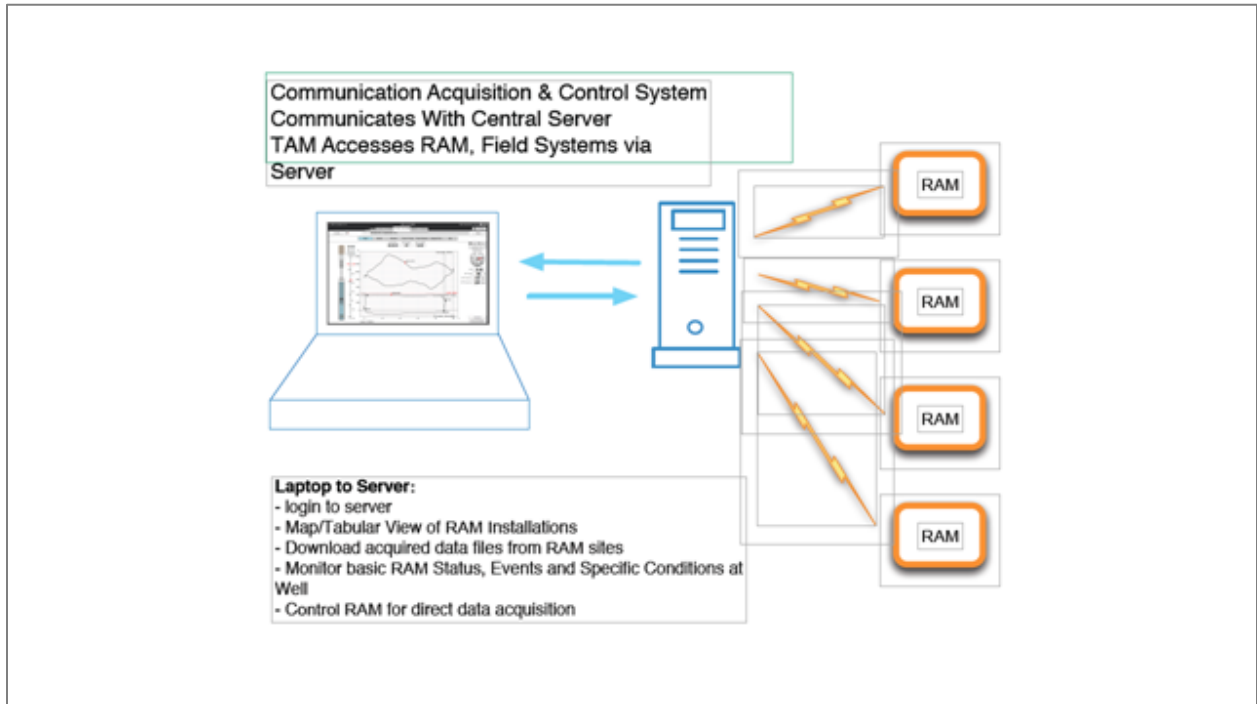 Communication Acquisition & Control System
Communicates With Central Server
TAM Accesses RAM, Field Systems via
Server
RAM
RAM
RAM
RAM
Laptop to Server:
- login to server
- Map/Tabular View of RAM Installations
- Download acquired data files from RAM sites
- Monitor basic RAM Status, Events and Specific Conditions at
Well
- Control RAM for direct data acquisition